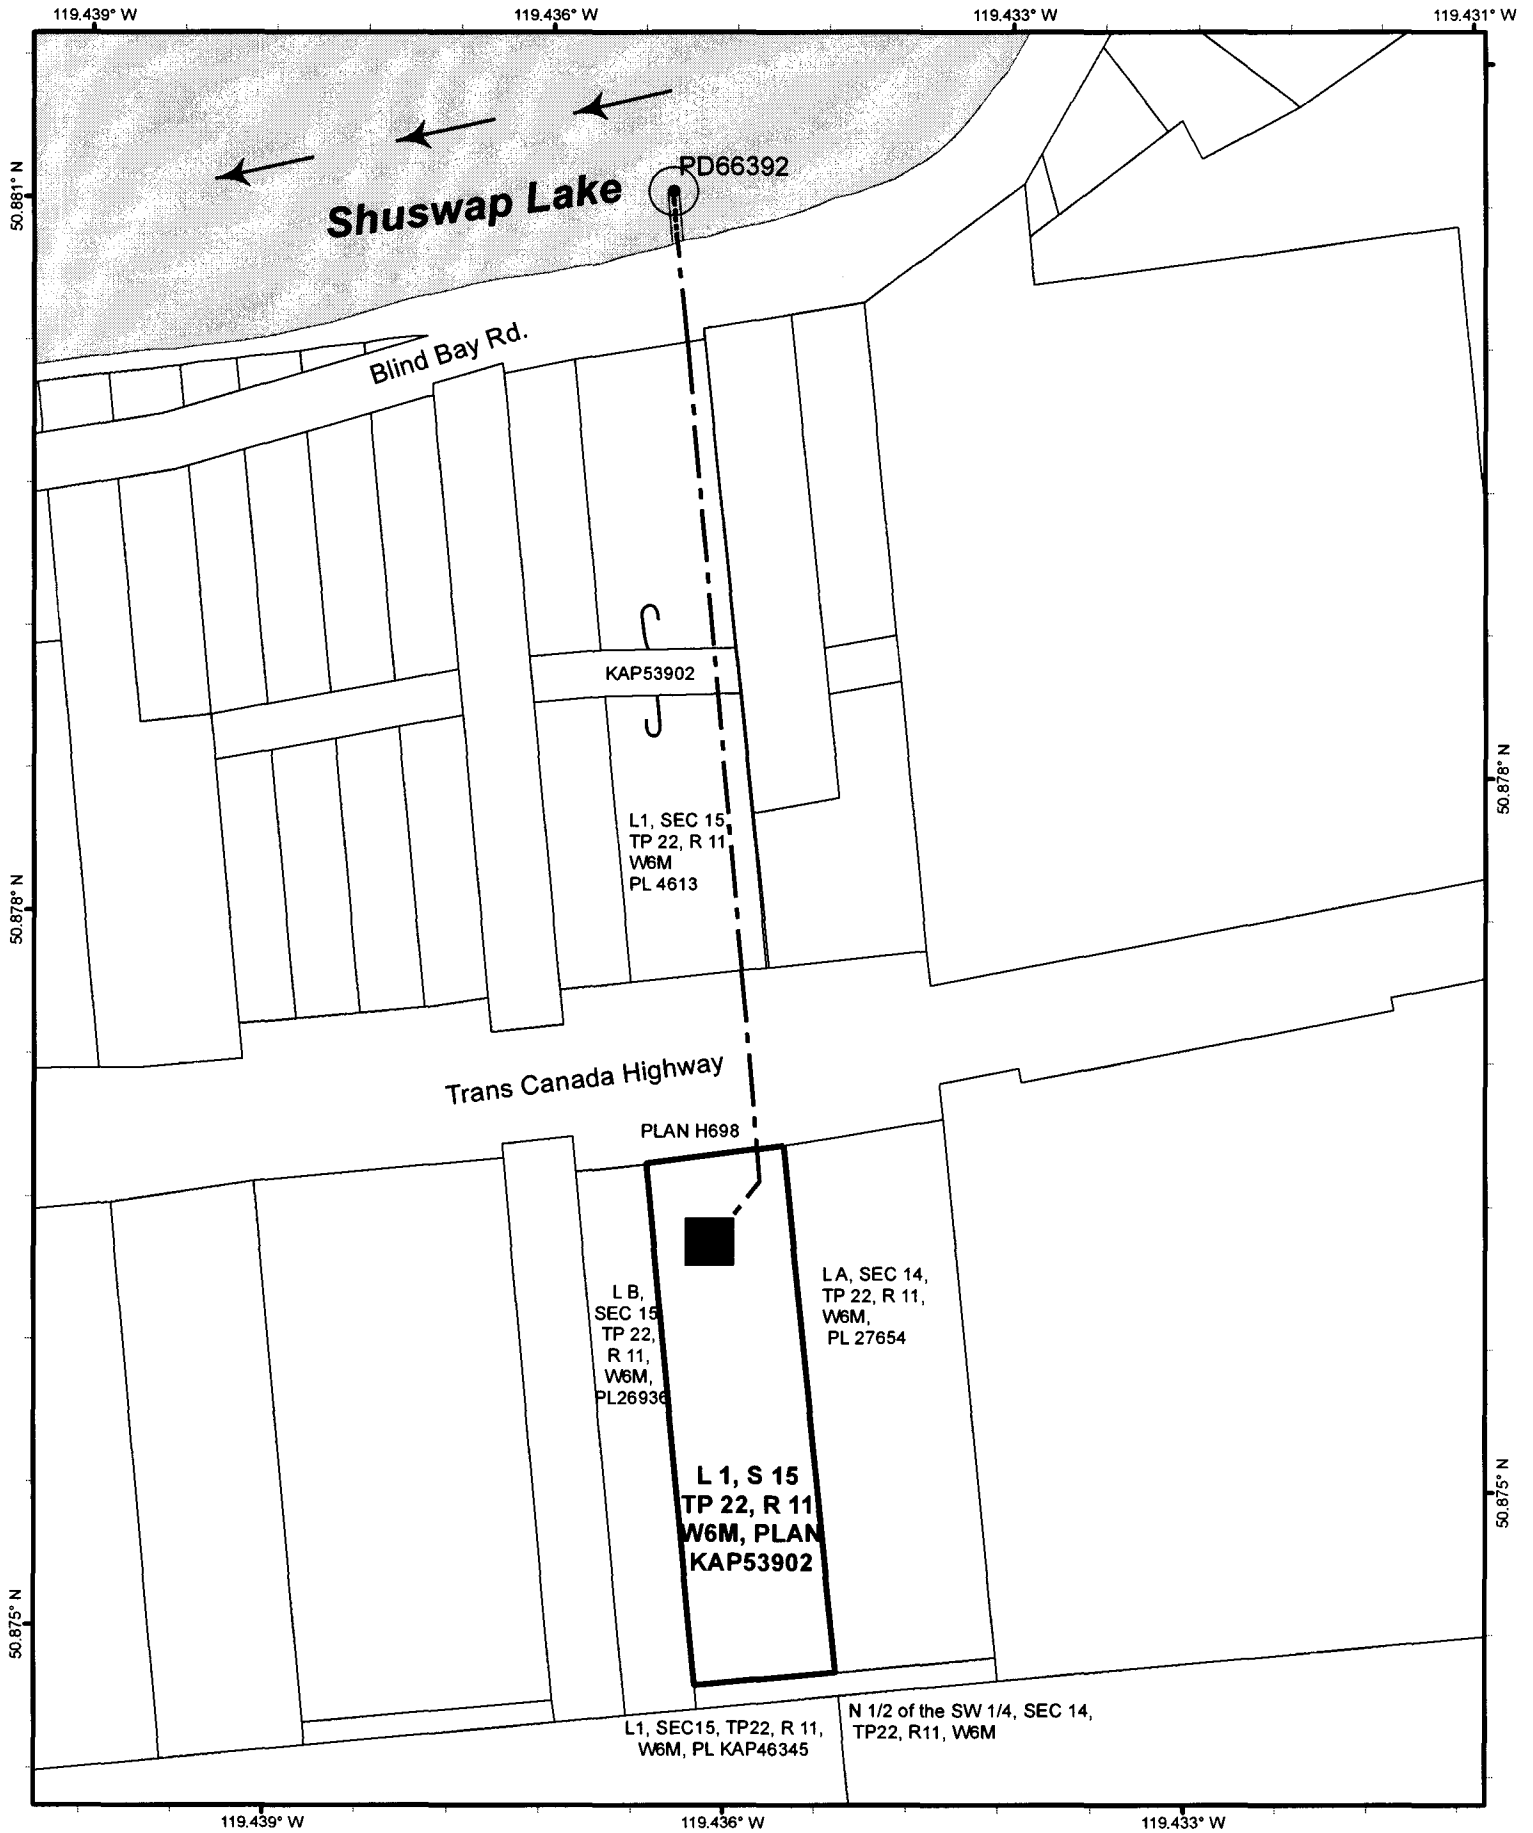 119.439° W
119.436° W
119.433° W
119.431° W
50.881° N
PD66392
Shuswap Lake
Blind Bay Rd.
KAP53902
50.878° N
L1, SEC 15
TP 22, R 11
W6M
PL 4613
50.878° N
Trans Canada Highway
PLAN H698
L B,
SEC 15
TP 22,
R 11,
W6M,
PL26936
L A, SEC 14,
TP 22, R 11,
W6M,
PL 27654
L 1, S 15
TP 22, R 11
W6M, PLAN
KAP53902
50.875° N
50.875° N
L1, SEC15, TP22, R 11,
W6M, PL KAP46345
N 1/2 of the SW 1/4, SEC 14,
TP22, R11, W6M
119.439° W
119.436° W
119.433° W